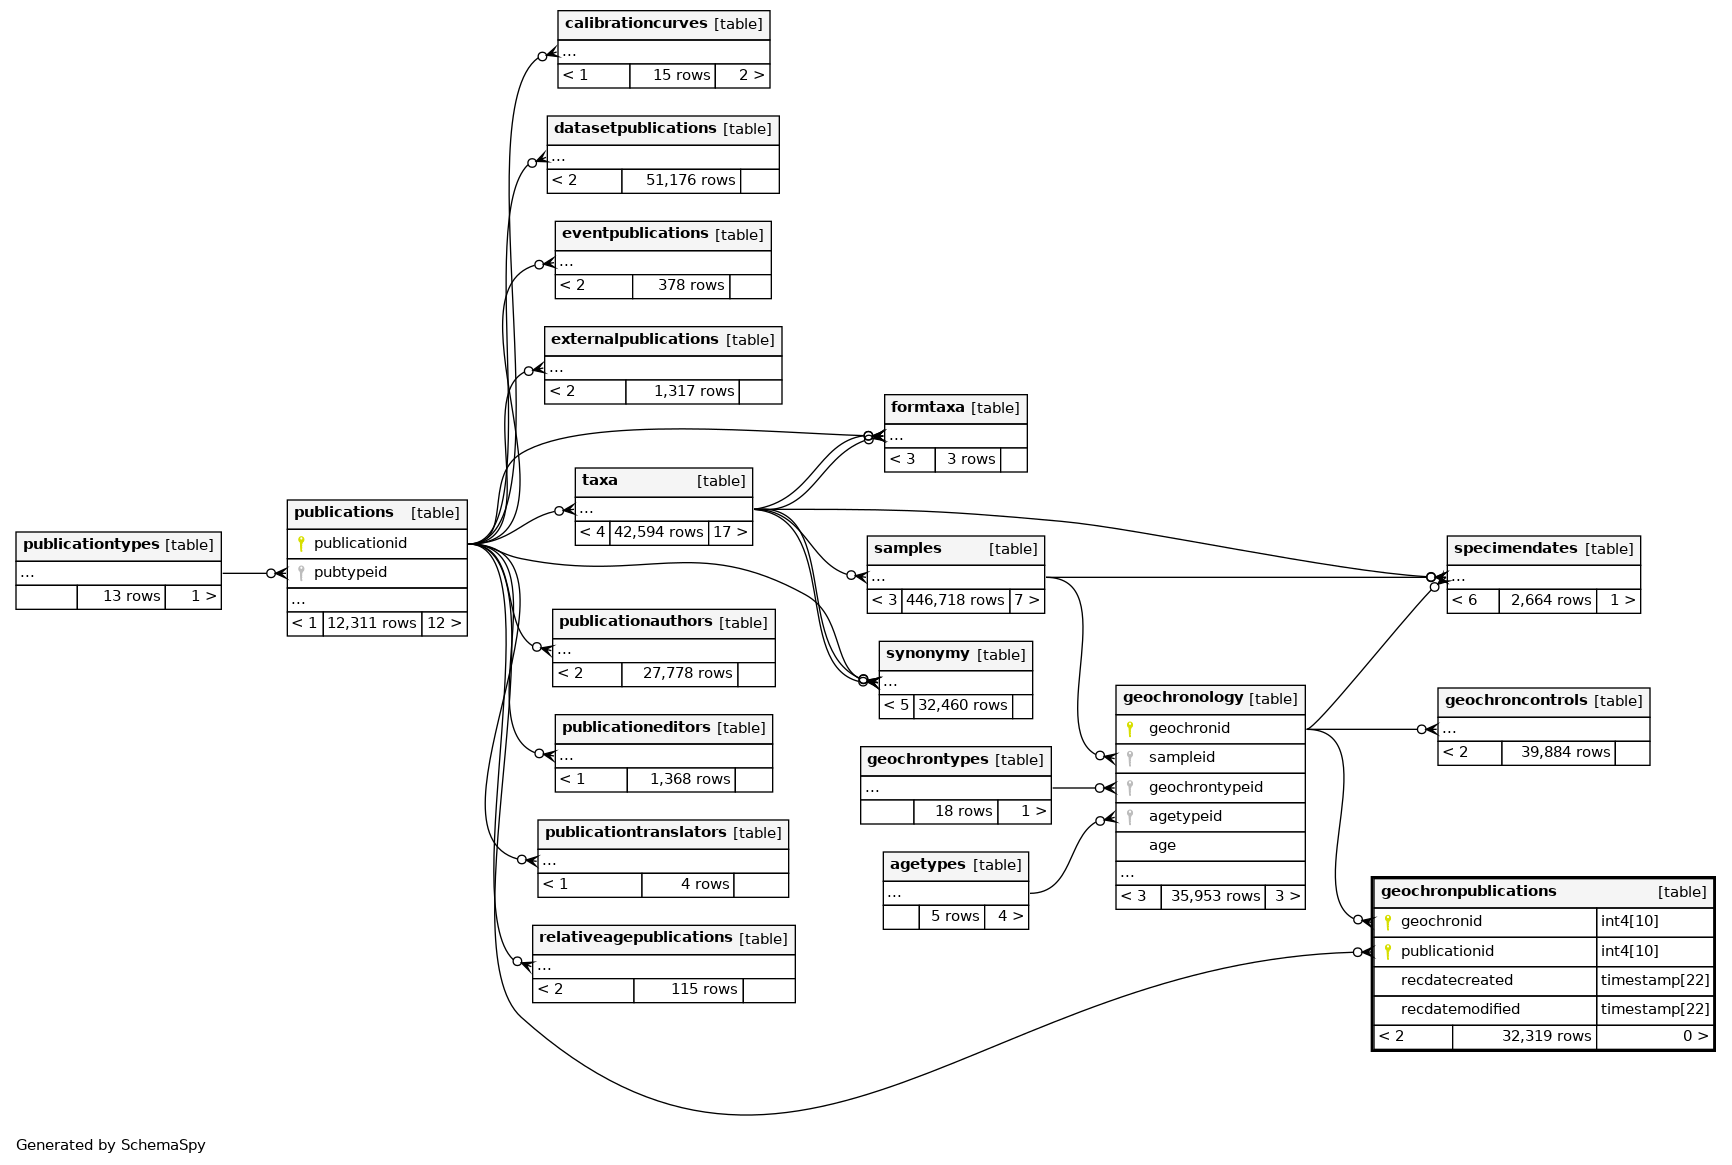 calibrationcurves [table]
...
< 1 15 rows 2 >
datasetpublications [table]
...
< 2 51,176 rows
eventpublications [table]
...
< 2 378 rows
externalpublications [table]
...
< 2 1,317 rows
formtaxa [table]
...
< 3 3 rows
taxa [table]
...
< 4 42,594 rows 17 >
publications [table]
publicationid
pubtypeid
...
< 1 12,311 rows 12 >
publicationtypes [table]
...
13 rows 1 >
samples [table]
...
< 3 446,718 rows 7 >
specimendates [table]
...
< 6 2,664 rows 1 >
publicationauthors [table]
...
< 2 27,778 rows
synonymy [table]
...
< 5 32,460 rows
geochronology [table]
geochronid
sampleid
geochrontypeid
agetypeid
age
...
< 3 35,953 rows 3 >
geochroncontrols [table]
...
< 2 39,884 rows
publicationeditors [table]
...
< 1 1,368 rows
geochrontypes [table]
...
18 rows 1 >
publicationtranslators [table]
...
< 1 4 rows
agetypes [table]
...
5 rows 4 >
geochronpublications [table]
geochronid int4[10]
publicationid int4[10]
recdatecreated timestamp[22]
recdatemodified timestamp[22]
< 2 32,319 rows 0 >
relativeagepublications [table]
...
< 2 115 rows
Generated by SchemaSpy